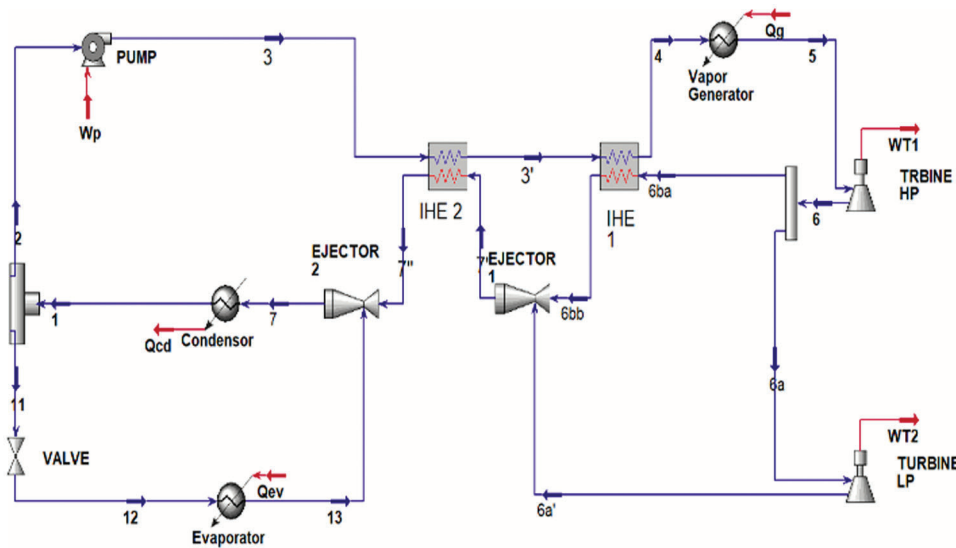 3
PUMP
Wp
4
Qg
5
Vapor
Generator
WT1
TRBINE
HP
3'
6ba
6
IHE 2
IHE
1
2
EJECTOR
2
7"
7'
EJECTOR
1
6bb
1
7
Qcd
Condensor
11
6a
VALVE
WT2
TURBINE
LP
Qev
12
13
6a'
Evaporator